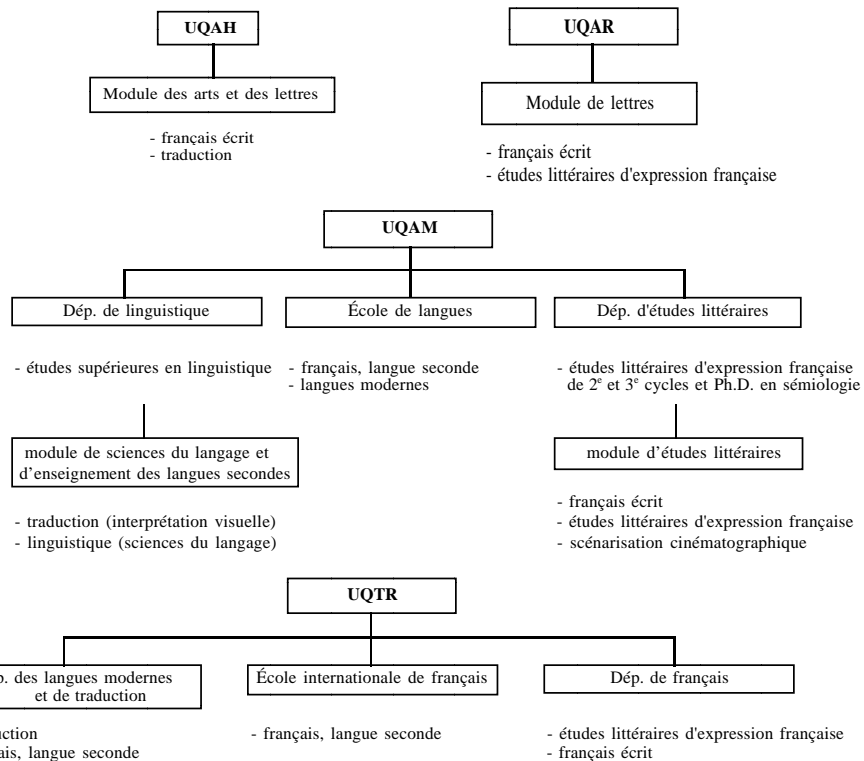 UQAH
Module des arts et des lettres
- français écrit
- traduction
UQAR
Module de lettres
- français écrit
- études littéraires d'expression française
UQAM
Dép. de linguistique
- études supérieures en linguistique
module de sciences du langage et
d’enseignement des langues secondes
- traduction (interprétation visuelle)
- linguistique (sciences du langage)
École de langues
- français, langue seconde
- langues modernes
Dép. d'études littéraires
- études littéraires d'expression française
de 2e et 3e cycles et Ph.D. en sémiologie
module d’études littéraires
- français écrit
- études littéraires d'expression française
- scénarisation cinématographique
UQTR
des langues modernes
et de traduction
langue seconde
École internationale de français
- français, langue seconde
Dép. de français
- études littéraires d'expression française
- français écrit